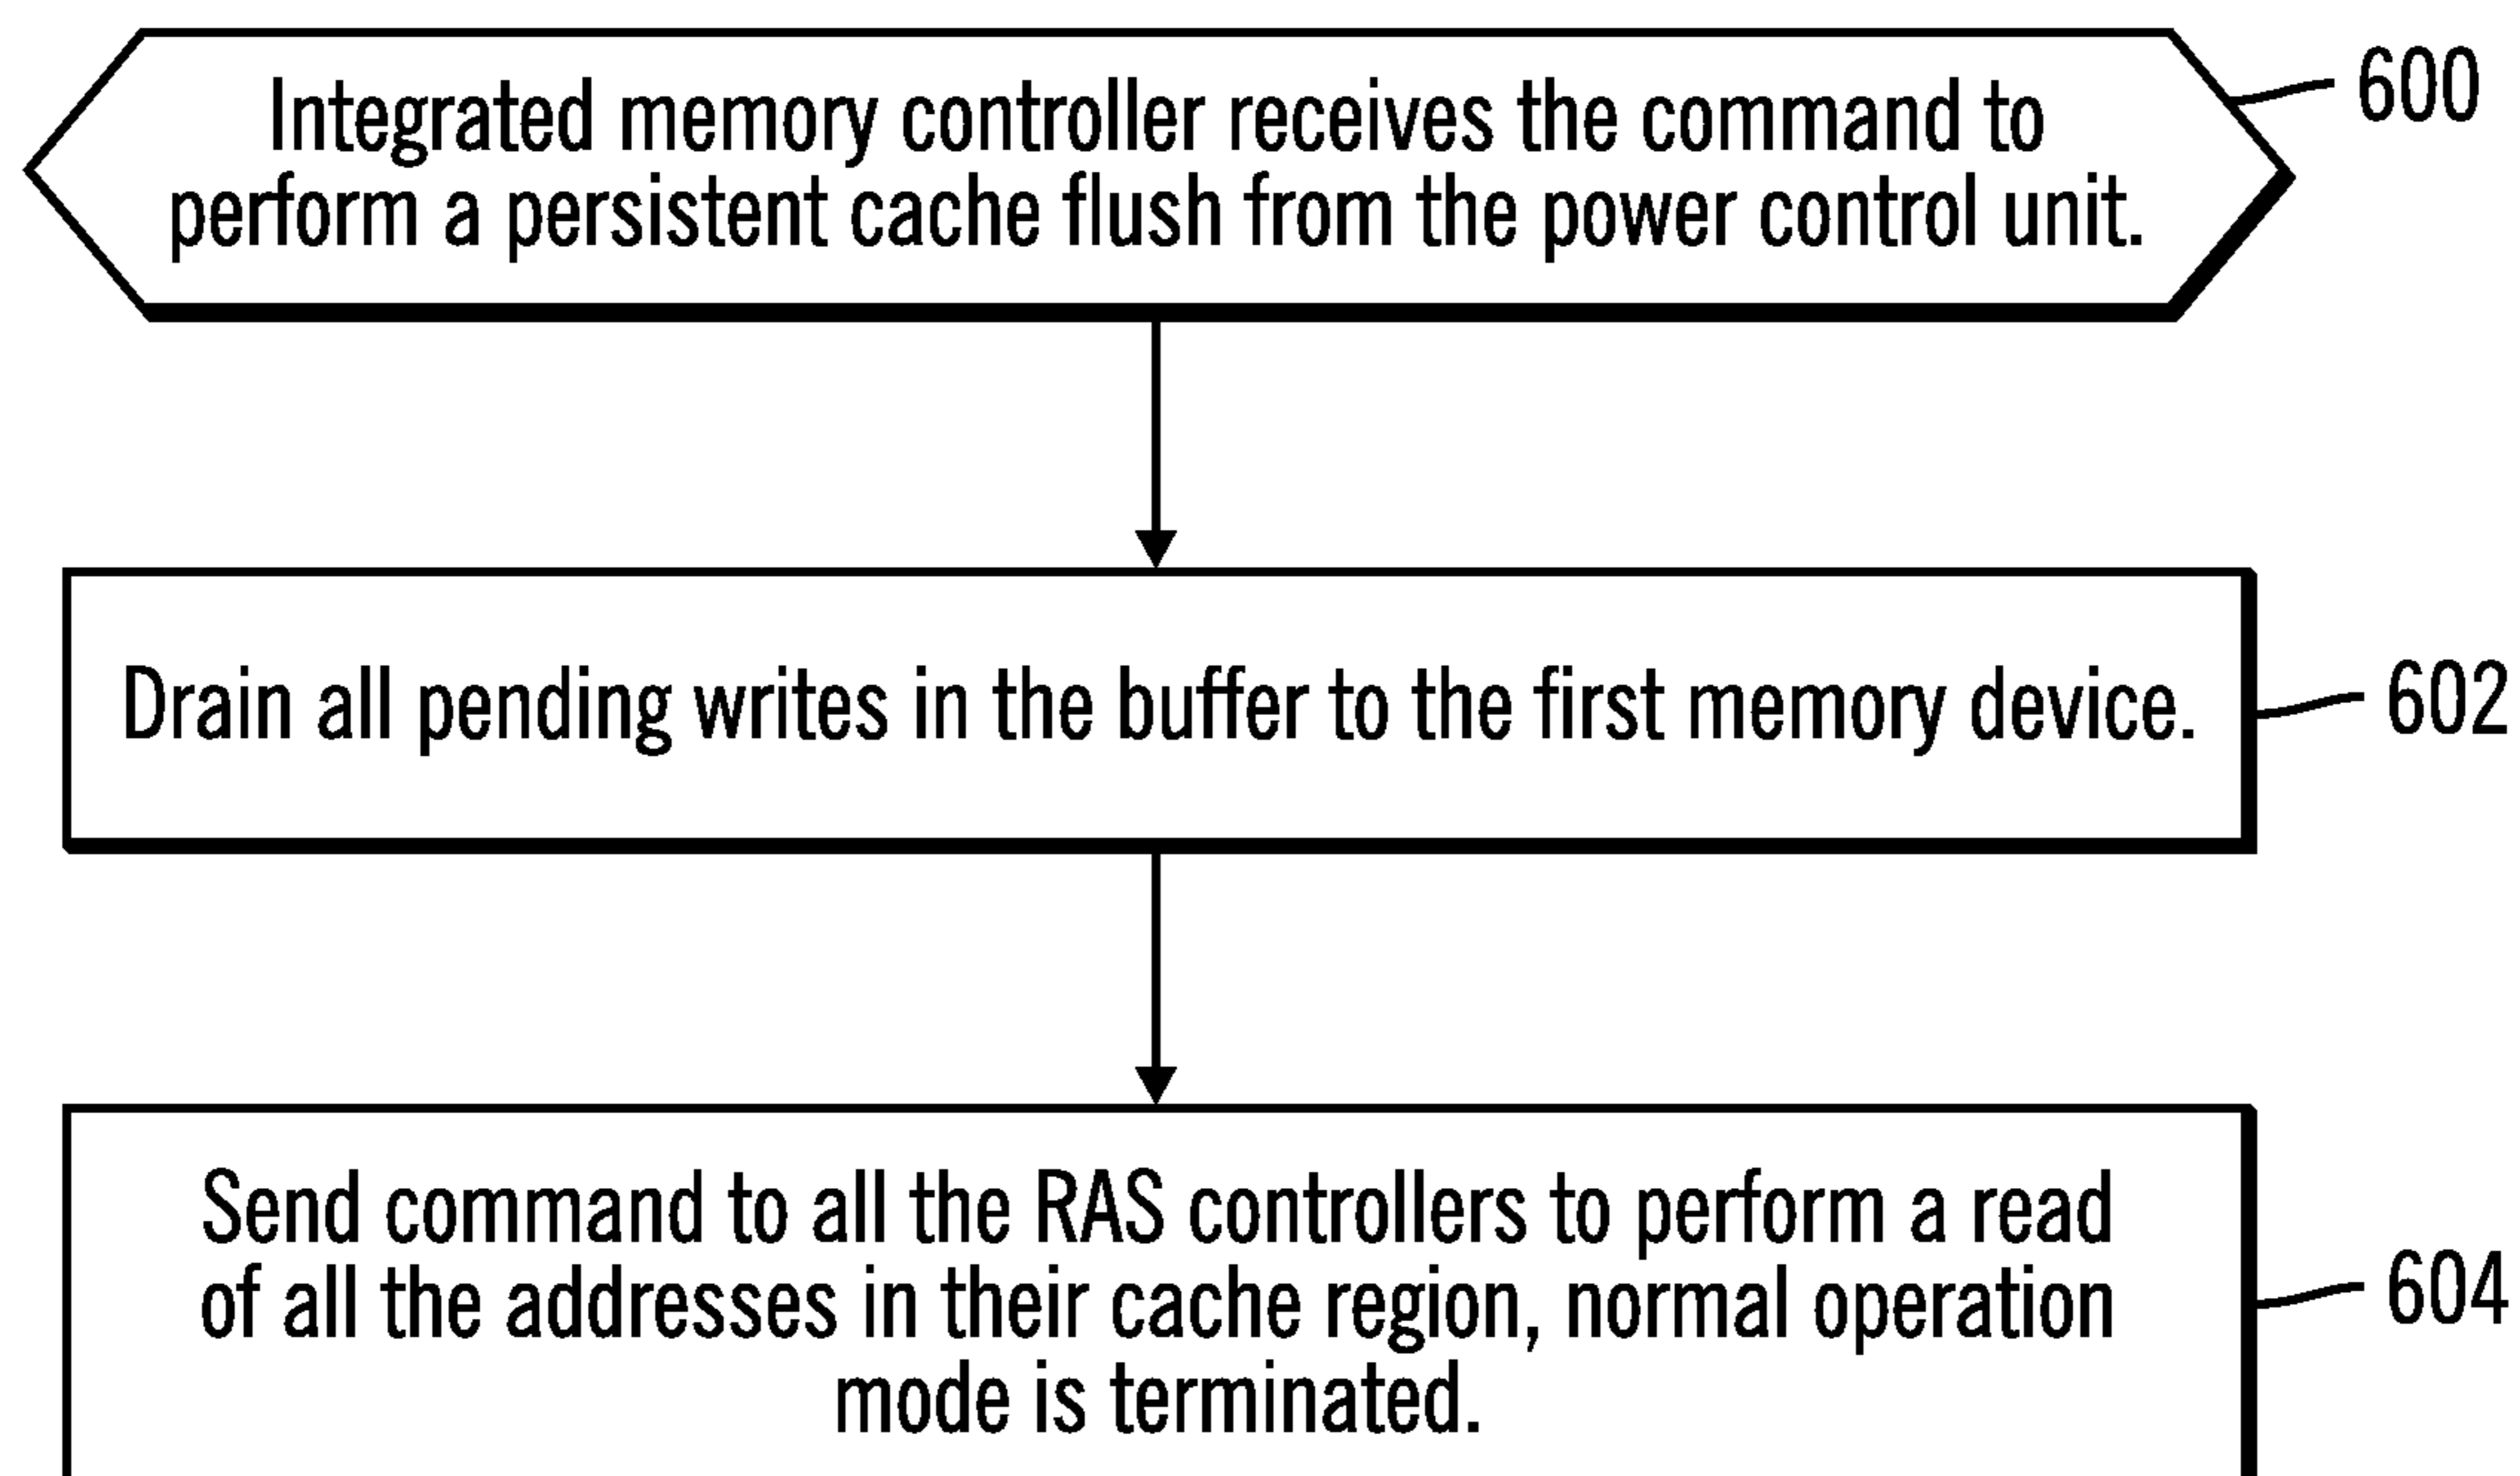 Integrated memory controller receives the command to
perform a persistent cache flush from the power control unit.
600
Drain all pending writes in the buffer to the first memory device.
602
Send command to all the RAS controllers to perform a read
of all the addresses in their cache region, normal operation
mode is terminated.
604